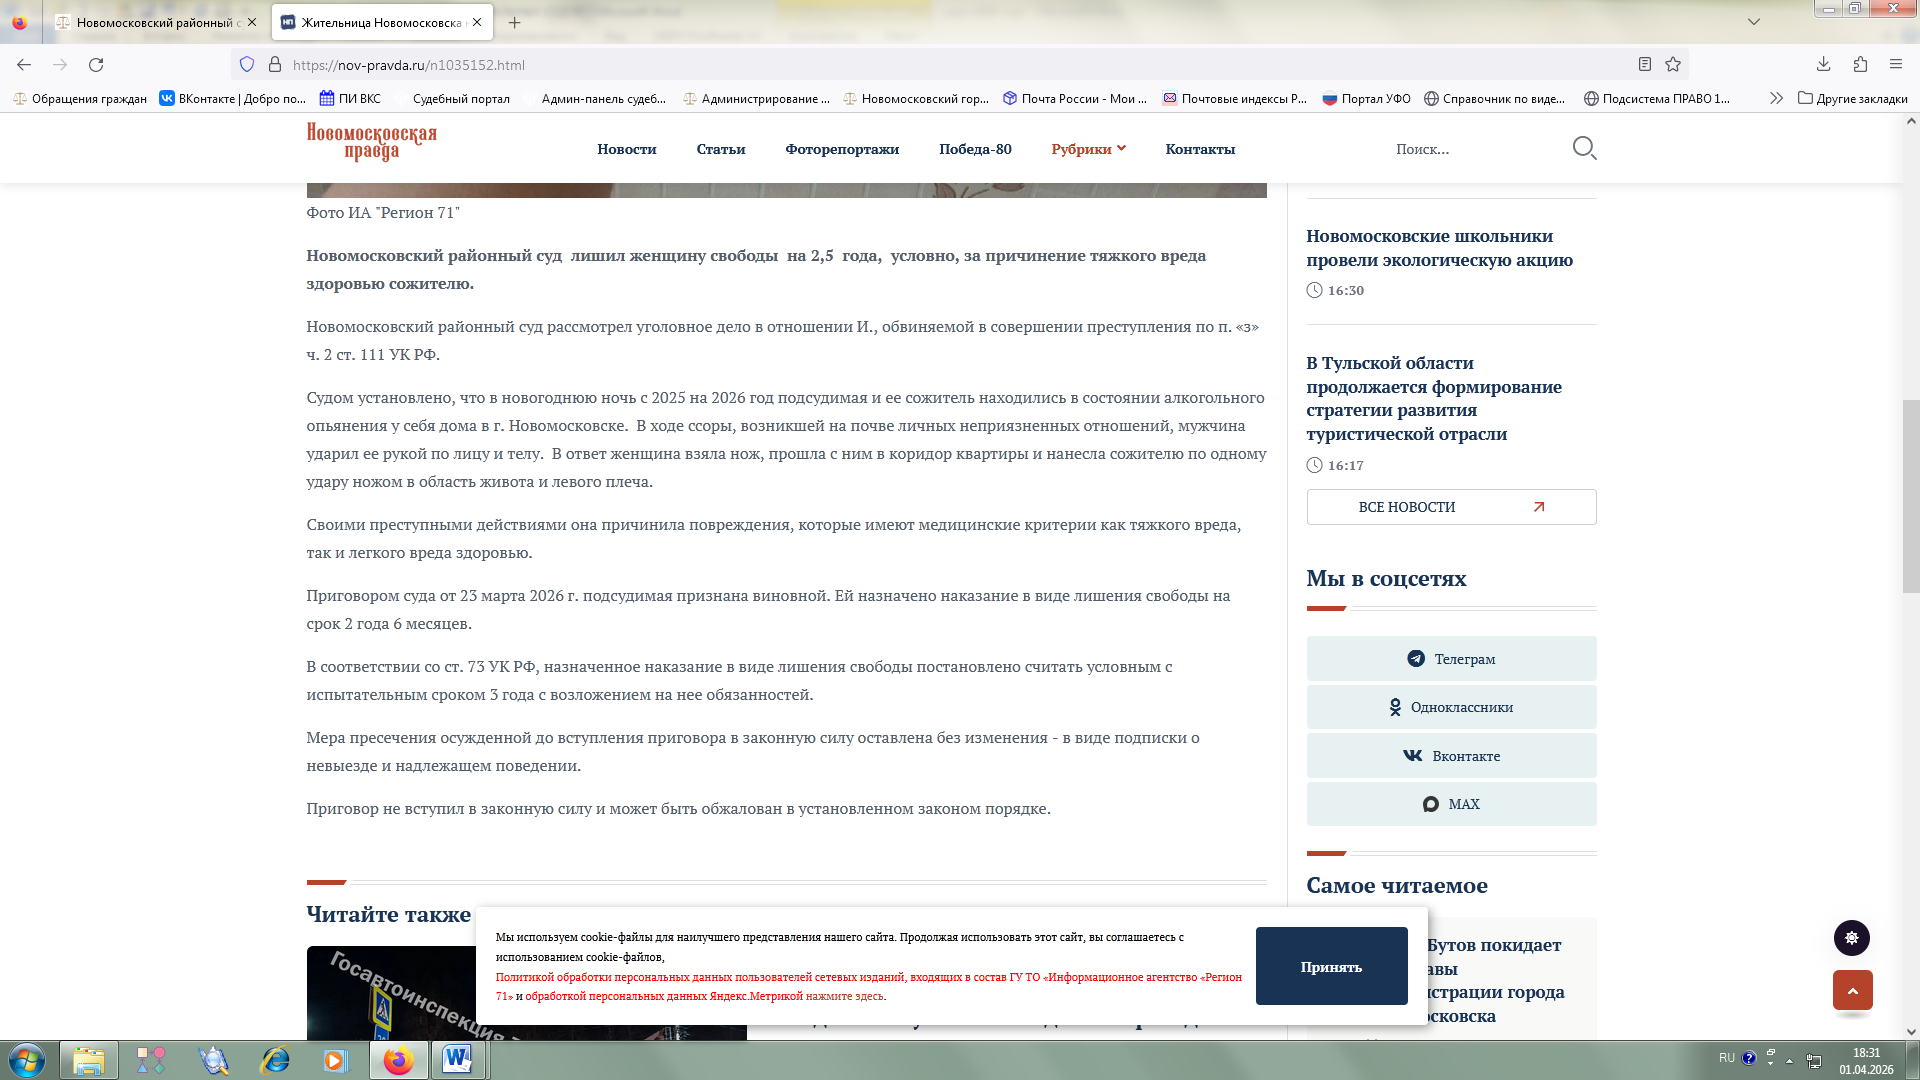 Новомосковский районный с
Жительница Новомосковска
https://nov-pravda.ru/n1035152.html
Обращения граждан
ВКонтакте | Добро по...
ПИ ВКС
Судебный портал
Админ-панель судеб...
Администрирование ...
Новомосковский гор...
Почта России - Мои ...
Почтовые индексы Р...
Портал УФО
Справочник по виде...
Подсистема ПРАВО 1...
Другие закладки
Новомосковская
правда
Новости
Статьи
Фоторепортажи
Победа-80
Рубрики
Контакты
Поиск...
Фото ИА "Регион 71"
Новомосковский районный суд лишил женщину свободы на 2,5 года, условно, за причинение тяжкого вреда
здоровью сожителю.
Новомосковский районный суд рассмотрел уголовное дело в отношении И., обвиняемой в совершении преступления по п. «з»
ч. 2 ст. 111 УК РФ.
Судом установлено, что в новогоднюю ночь с 2025 на 2026 год подсудимая и ее сожитель находились в состоянии алкогольного
опьянения у себя дома в г. Новомосковске. В ходе ссоры, возникшей на почве личных неприязненных отношений, мужчина
ударил ее рукой по лицу и телу. В ответ женщина взяла нож, прошла с ним в коридор квартиры и нанесла сожителю по одному
удару ножом в область живота и левого плеча.
Своими преступными действиями она причинила повреждения, которые имеют медицинские критерии как тяжкого вреда,
так и легкого вреда здоровью.
Приговором суда от 23 марта 2026 г. подсудимая признана виновной. Ей назначено наказание в виде лишения свободы на
срок 2 года 6 месяцев.
В соответствии со ст. 73 УК РФ, назначенное наказание в виде лишения свободы постановлено считать условным с
испытательным сроком 3 года с возложением на нее обязанностей.
Мера пресечения осужденной до вступления приговора в законную силу оставлена без изменения - в виде подписки о
невыезде и надлежащем поведении.
Приговор не вступил в законную силу и может быть обжалован в установленном законом порядке.
Читайте также
Госавтоинспекция
Новомосковские школьники
провели экологическую акцию
16:30
В Тульской области
продолжается формирование
стратегии развития
туристической отрасли
16:17
ВСЕ НОВОСТИ
Мы в соцсетях
Телеграм
Одноклассники
Вконтакте
MAX
Самое читаемое
Бутов покидает
города
Мы используем cookie-файлы для наилучшего представления нашего сайта. Продолжая использовать этот сайт, вы соглашаетесь с
использованием cookie-файлов,
Политикой обработки персональных данных пользователей сетевых изданий, входящих в состав ГУ ТО «Информационное агентство «Регион
71» и обработкой персональных данных Яндекс.Метрикой нажмите здесь.
Принять
RU
18:31
01.04.2026